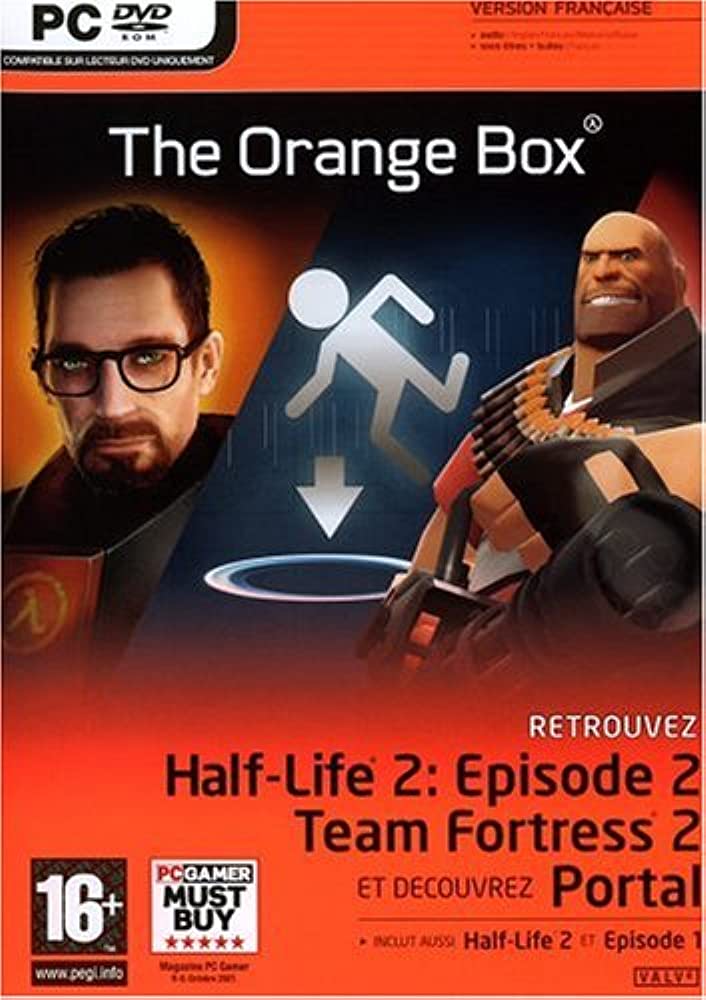 PC DVD
ROM
COMPATIBLE SUR LECTEUR DVD UNIQUEMENT
VERSION FRANÇAISE
The Orange Box
RETROUVEZ
Half-Life® 2: Episode 2
Team Fortress® 2
ET DECOUVREZ Portal
INCLUT AUSSI Half-Life 2 ET Episode 1
16+
www.pegi.info
PC GAMER
MUST
BUY
★★★★★
Magazine PC Gamer
VALVE